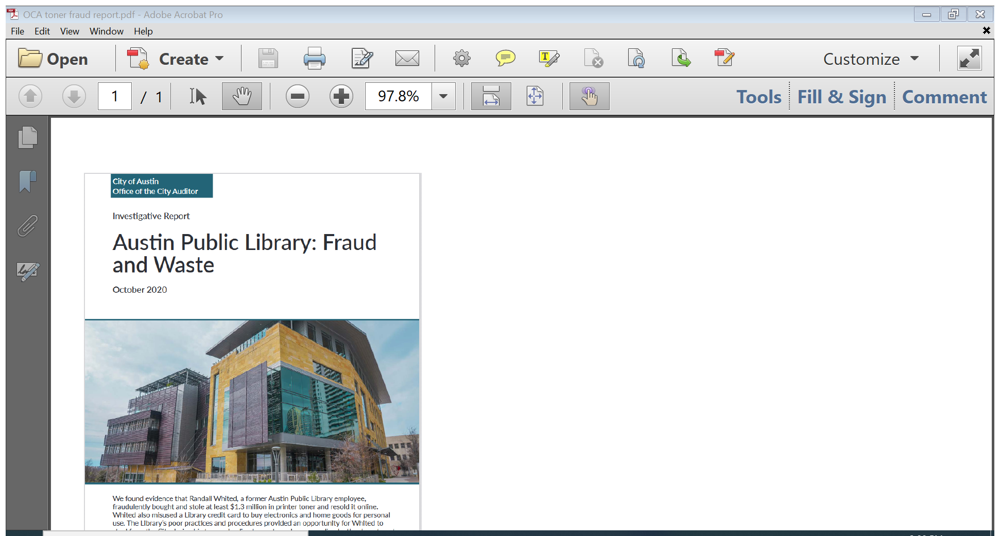 OCA toner fraud report.pdf - Adobe Acrobat Pro
File Edit View Window Help
Open Create Customize
1 / 1 97.8% Tools Fill & Sign Comment
City of Austin
Office of the City Auditor
Investigative Report
Austin Public Library: Fraud
and Waste
October 2020
We found evidence that Randall Whited, a former Austin Public Library employee,
fraudulently bought and stole at least $1.3 million in printer toner and resold it online.
Whited also misused a Library credit card to buy electronics and home goods for personal
use. The Library's poor practices and procedures provided an opportunity for Whited to